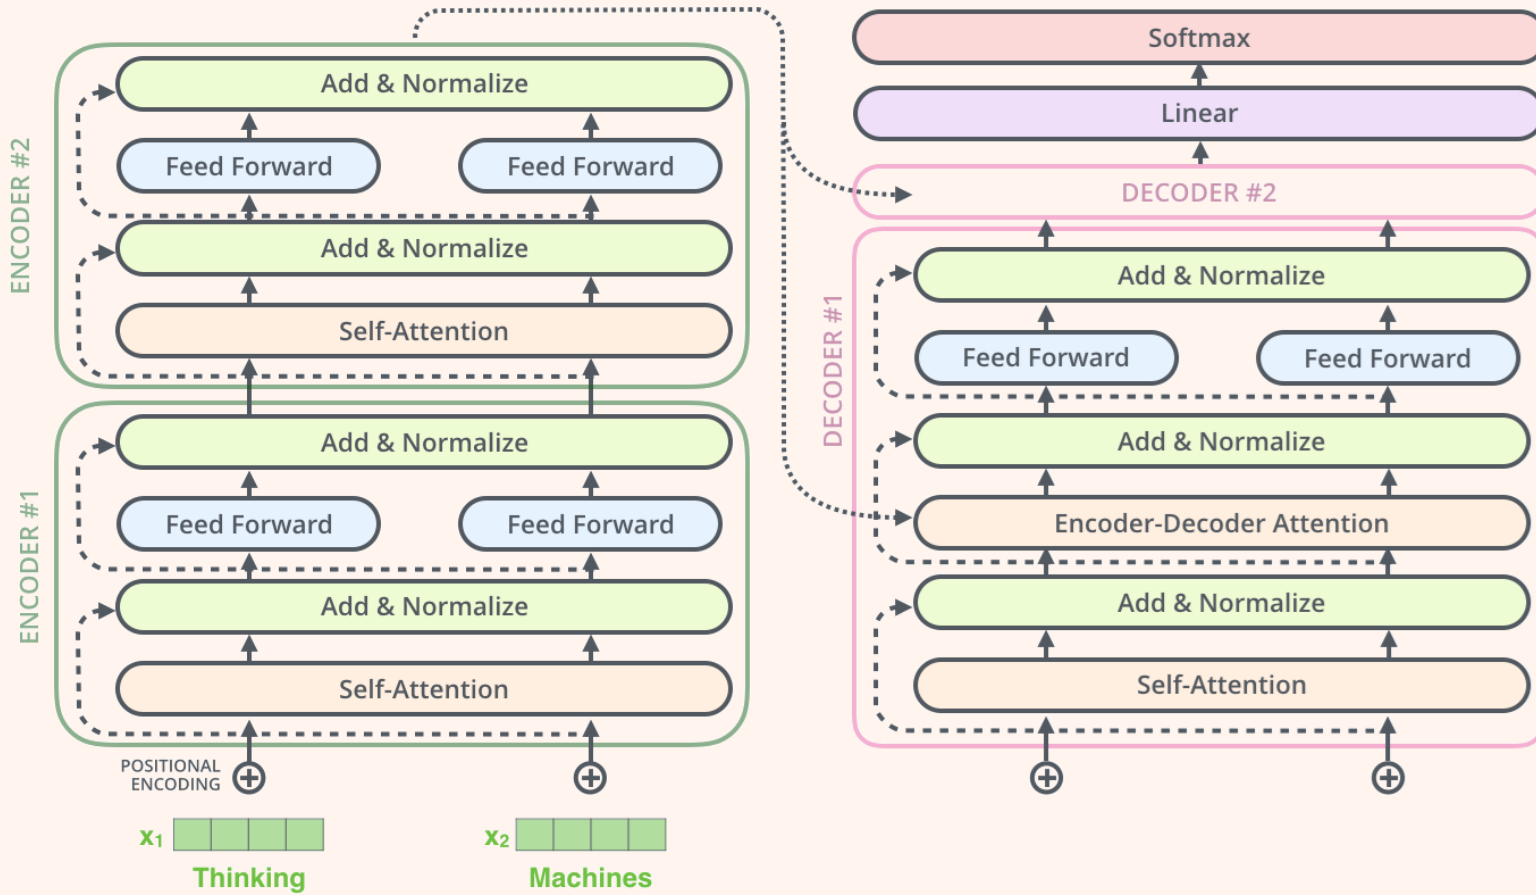 ENCODER #2
Add & Normalize
Feed Forward
Feed Forward
Add & Normalize
Self-Attention
ENCODER #1
Add & Normalize
Feed Forward
Feed Forward
Add & Normalize
Self-Attention
POSITIONAL
ENCODING
x₁
x₂
Thinking
Machines
Softmax
Linear
DECODER #2
DECODER #1
Add & Normalize
Feed Forward
Feed Forward
Add & Normalize
Encoder-Decoder Attention
Add & Normalize
Self-Attention